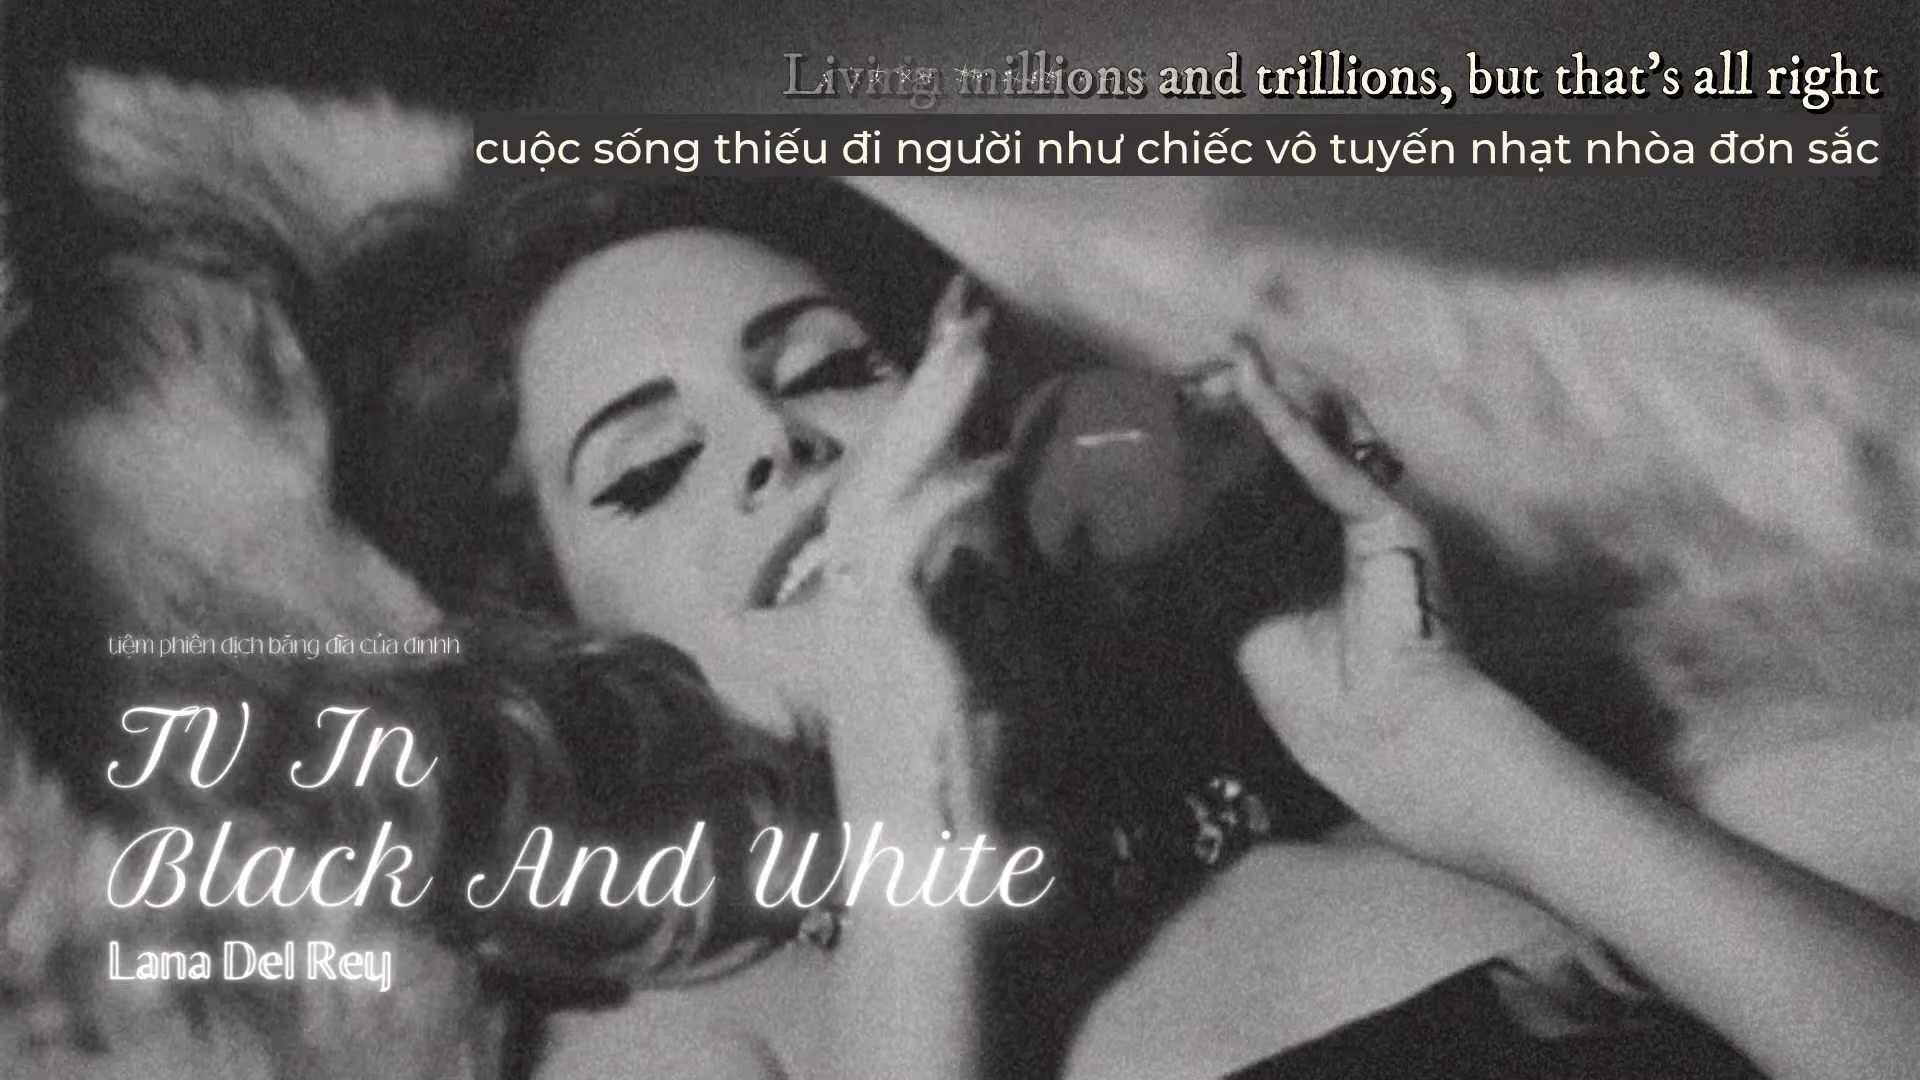 Living millions and trillions, but that's all right
cuộc sống thiếu đi người như chiếc vô tuyến nhạt nhòa đơn sắc
tiệm phiên dịch băng đĩa của đinhh
TV In
Black And White
Lana Del Rey